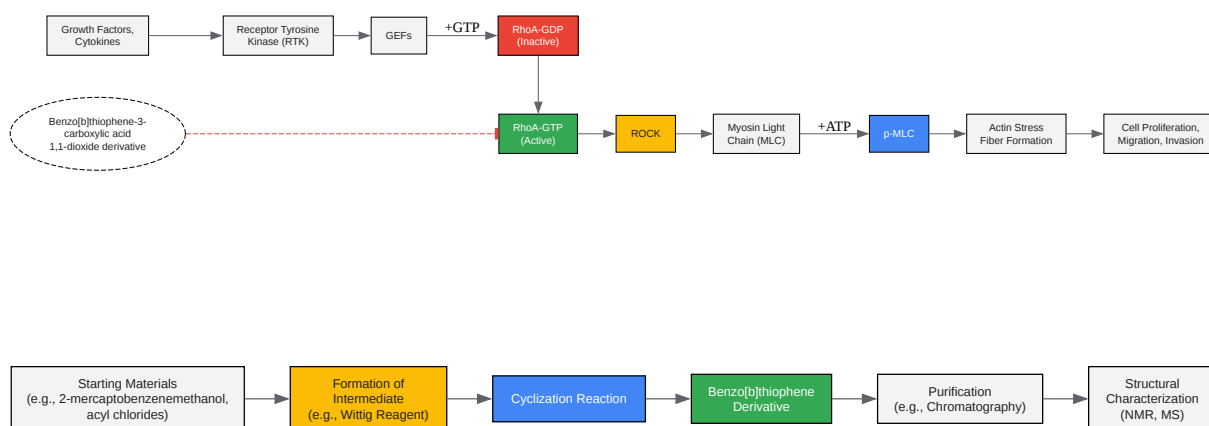 Growth Factors,
Cytokines
Receptor Tyrosine
Kinase (RTK)
GEFs
+GTP
RhoA-GDP
(Inactive)
Benzo[b]thiophene-3-
carboxylic acid
1,1-dioxide derivative
RhoA-GTP
(Active)
ROCK
Myosin Light
Chain (MLC)
+ATP
p-MLC
Actin Stress
Fiber Formation
Cell Proliferation,
Migration, Invasion
Starting Materials
(e.g., 2-mercaptobenzenemethanol,
acyl chlorides)
Formation of
Intermediate
(e.g., Wittig Reagent)
Cyclization Reaction
Benzo[b]thiophene
Derivative
Purification
(e.g., Chromatography)
Structural
Characterization
(NMR, MS)